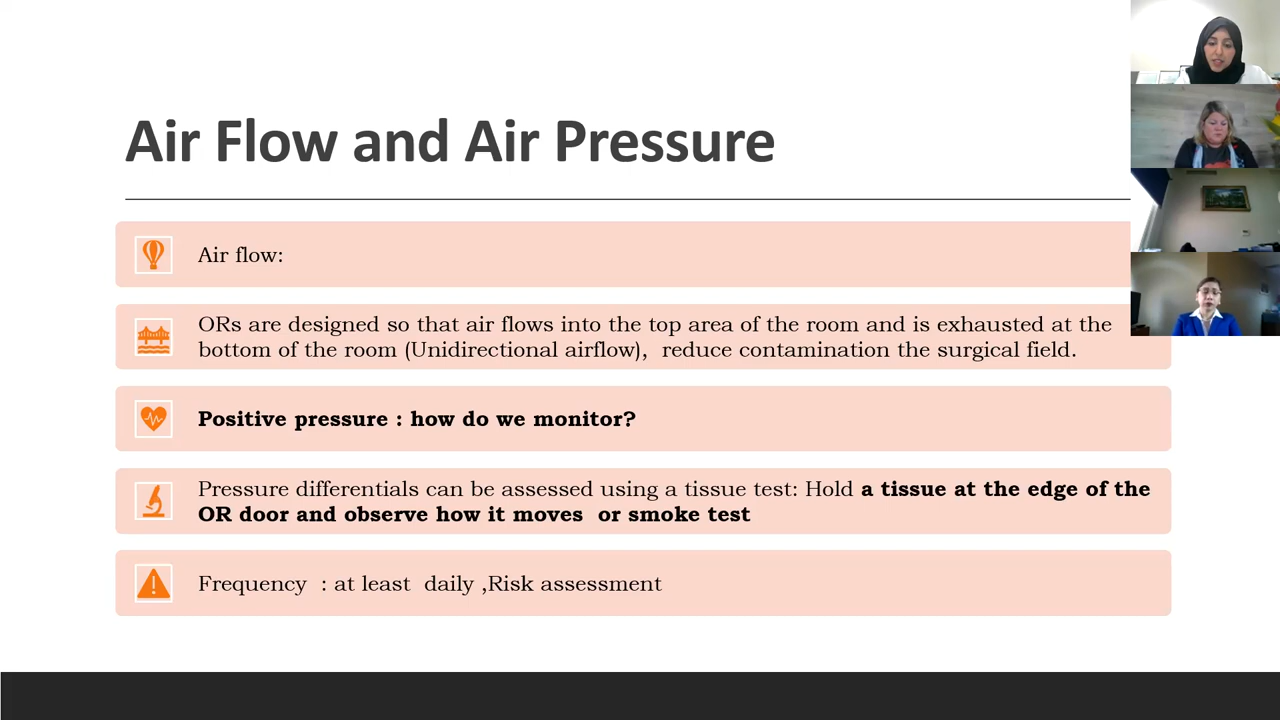 Air Flow and Air Pressure
Air flow:
ORs are designed so that air flows into the top area of the room and is exhausted at the
bottom of the room (Unidirectional airflow),  reduce contamination the surgical field.
Positive pressure : how do we monitor?
Pressure differentials can be assessed using a tissue test: Hold a tissue at the edge of the
OR door and observe how it moves  or smoke test
Frequency  : at least  daily ,Risk assessment